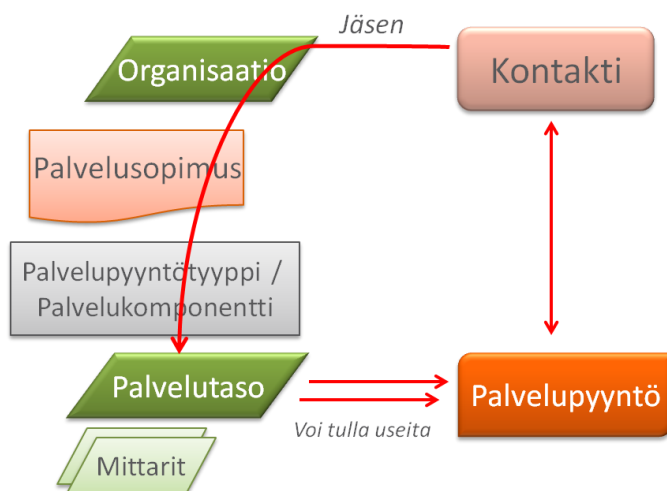 Jäsen
Organisaatio
Kontakti
Palvelusopimus
Palvelupyyntötyyppi /
Palvelukomponentti
Palvelutaso
Palvelupyyntö
Voi tulla useita
Mittarit